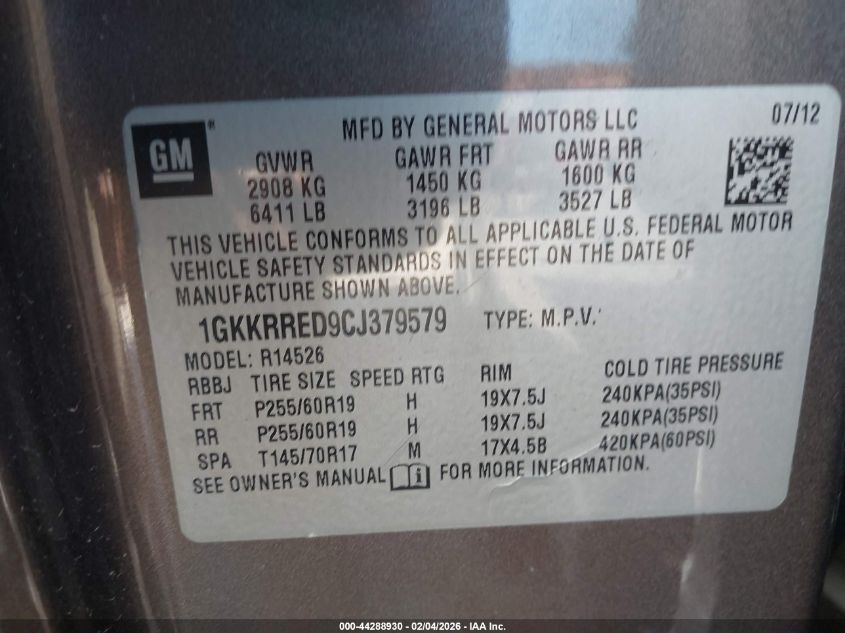 GM®
MFD BY GENERAL MOTORS LLC 07/12
GVWR GAWR FRT GAWR RR
2908 KG 1450 KG 1600 KG
6411 LB 3196 LB 3527 LB
THIS VEHICLE CONFORMS TO ALL APPLICABLE U.S. FEDERAL MOTOR
VEHICLE SAFETY STANDARDS IN EFFECT ON THE DATE OF
MANUFACTURE SHOWN ABOVE.
1GKKRRED9CJ379579 TYPE: M.P.V.
MODEL: R14526
RBBJ TIRE SIZE SPEED RTG RIM COLD TIRE PRESSURE
FRT P255/60R19 H 19X7.5J 240KPA(35PSI)
RR P255/60R19 H 19X7.5J 240KPA(35PSI)
SPA T145/70R17 M 17X4.5B 420KPA(60PSI)
SEE OWNER'S MANUAL i FOR MORE INFORMATION.
000-44288930 - 02/04/2026 - IAA Inc.